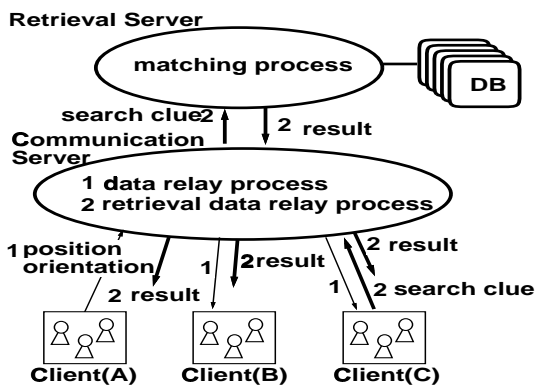 Retrieval Server
matching process
DB
search clue 2
2 result
Communication
Server
1 data relay process
2 retrieval data relay process
1 position
orientation
2 result
1
2 result
1
2 result
2 search clue
Client(A)
Client(B)
Client(C)